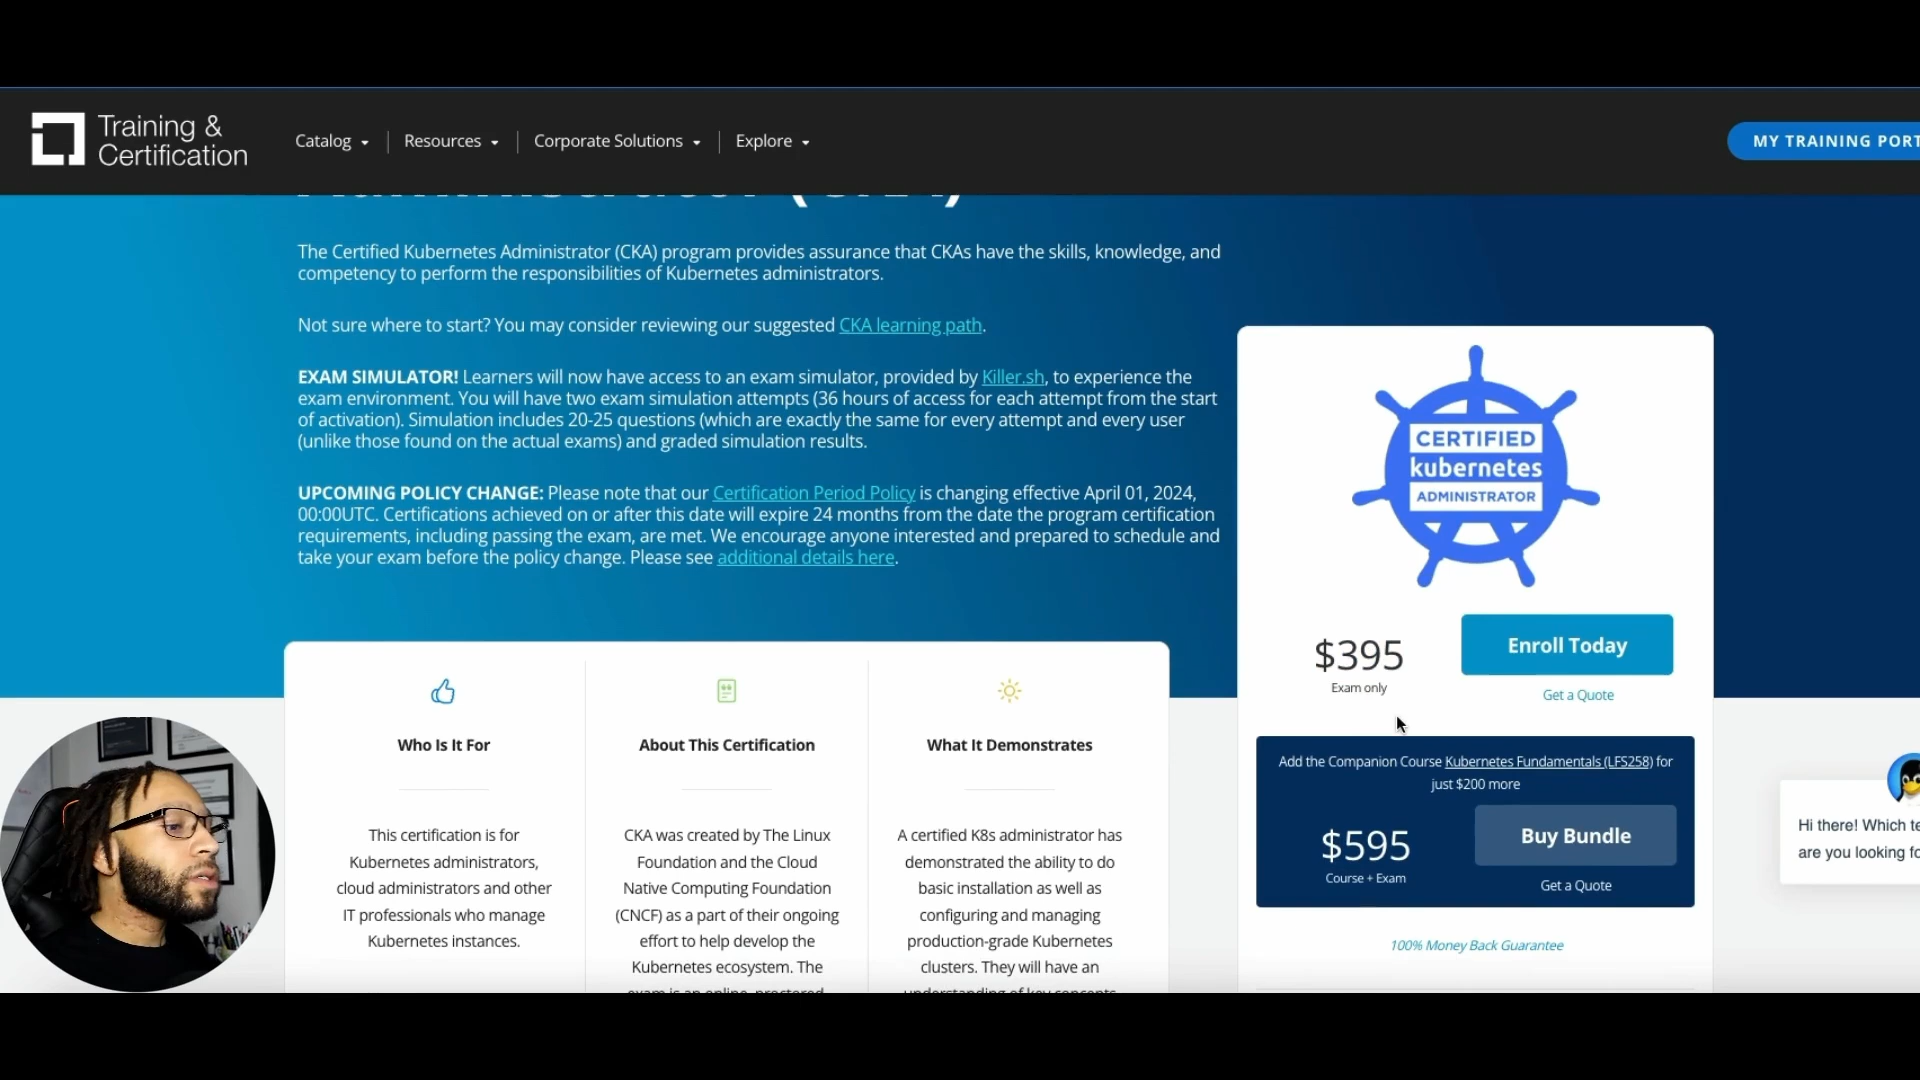 Training &
Certification
Catalog
Resources
Corporate Solutions
Explore
MY TRAINING PORT
The Certified Kubernetes Administrator (CKA) program provides assurance that CKAs have the skills, knowledge, and
competency to perform the responsibilities of Kubernetes administrators.
Not sure where to start? You may consider reviewing our suggested CKA learning path.
EXAM SIMULATOR! Learners will now have access to an exam simulator, provided by Killer.sh, to experience the
exam environment. You will have two exam simulation attempts (36 hours of access for each attempt from the start
of activation). Simulation includes 20-25 questions (which are exactly the same for every attempt and every user
(unlike those found on the actual exams) and graded simulation results.
UPCOMING POLICY CHANGE: Please note that our Certification Period Policy is changing effective April 01, 2024,
00:00UTC. Certifications achieved on or after this date will expire 24 months from the date the program certification
requirements, including passing the exam, are met. We encourage anyone interested and prepared to schedule and
take your exam before the policy change. Please see additional details here.
CERTIFIED
kubernetes
ADMINISTRATOR
$395
Exam only
Enroll Today
Get a Quote
Add the Companion Course Kubernetes Fundamentals (LFS258) for
just $200 more
$595
Course + Exam
Buy Bundle
Get a Quote
100% Money Back Guarantee
Who Is It For
This certification is for
Kubernetes administrators,
cloud administrators and other
IT professionals who manage
Kubernetes instances.
About This Certification
CKA was created by The Linux
Foundation and the Cloud
Native Computing Foundation
(CNCF) as a part of their ongoing
effort to help develop the
Kubernetes ecosystem. The
exam is an online, proctored
What It Demonstrates
A certified K8s administrator has
demonstrated the ability to do
basic installation as well as
configuring and managing
production-grade Kubernetes
clusters. They will have an
understanding of key concepts
Hi there! Which te
are you looking fo